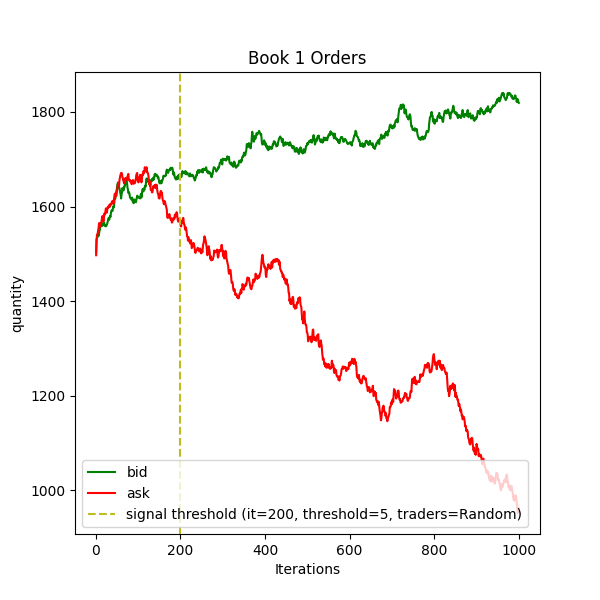 Book 1 Orders
quantity
1800
1600
1400
1200
1000
bid
ask
signal threshold (it=200, threshold=5, traders=Random)
0 200 400 600 800 1000
Iterations